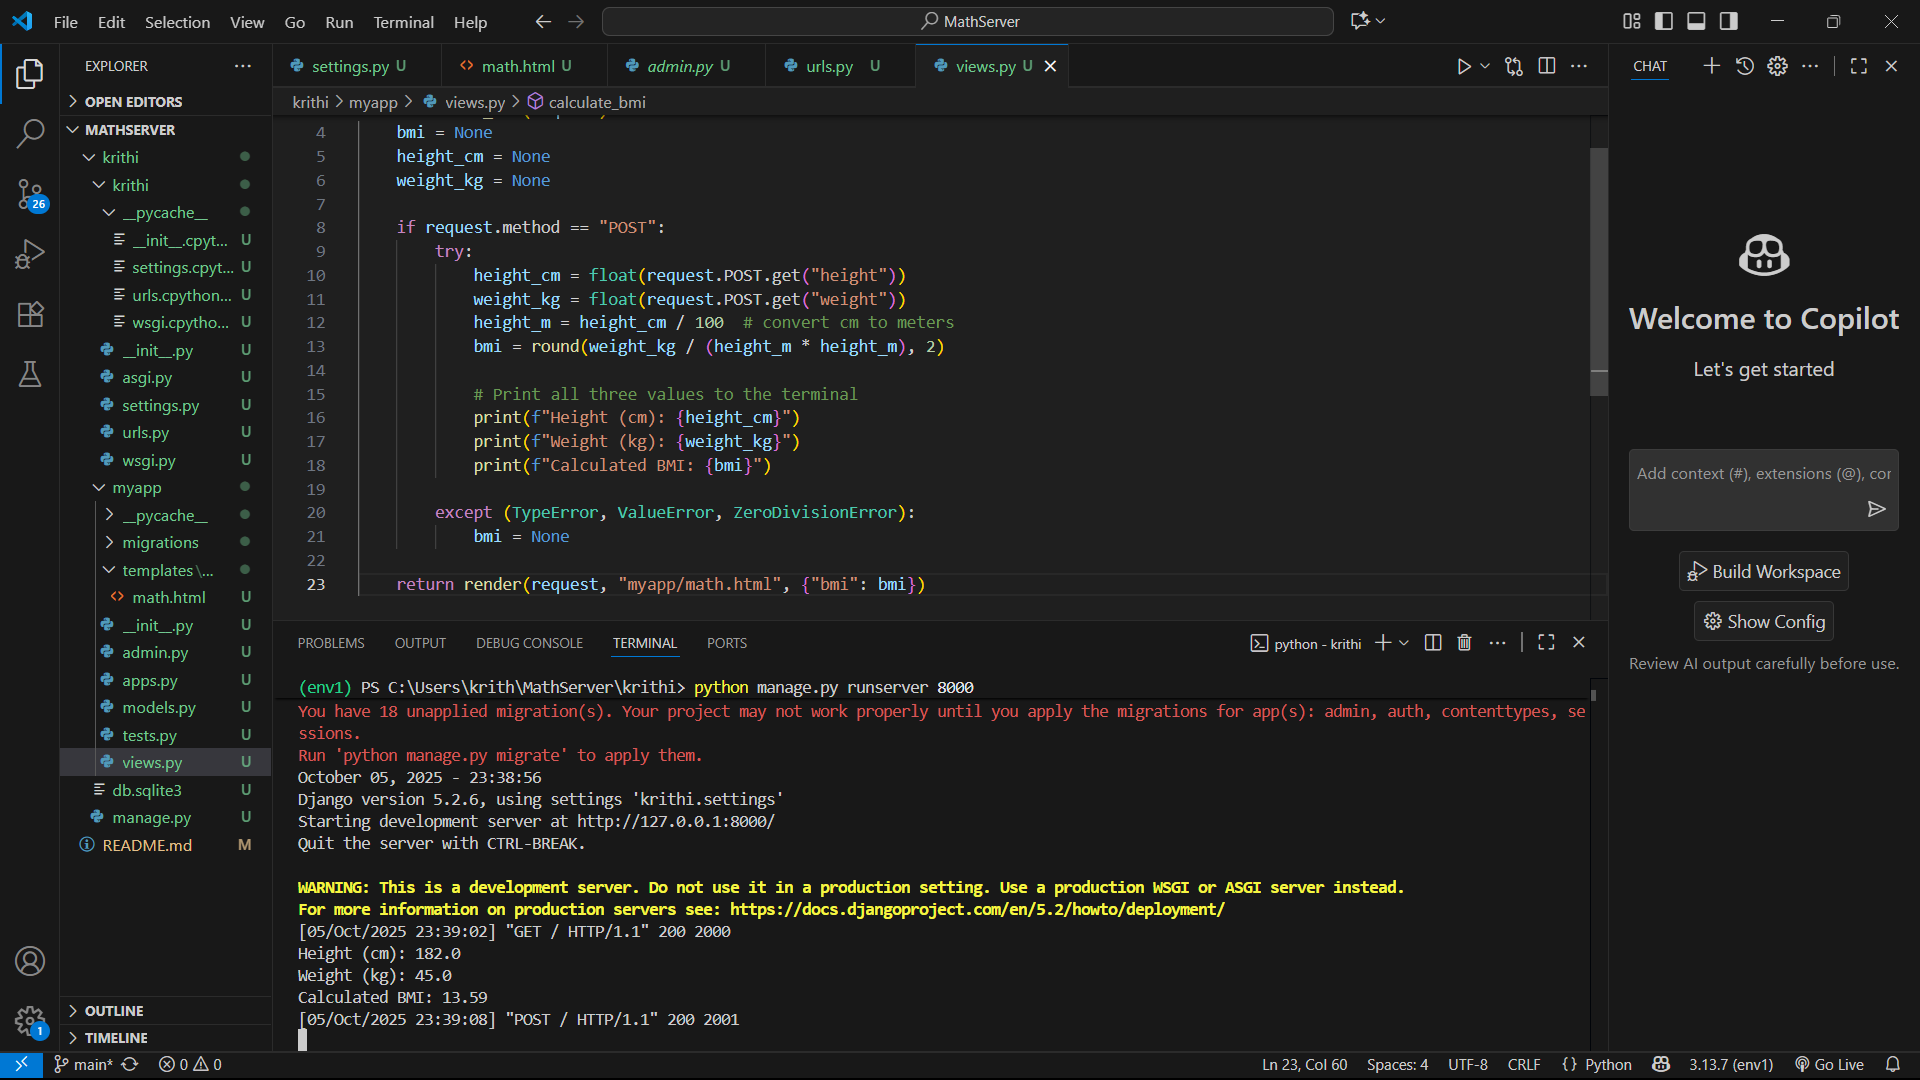 File Edit Selection View Go Run Terminal Help
MathServer
EXPLORER
OPEN EDITORS
MATHSERVER
krithi
krithi
__pycache__
__init__.cpyt... U
settings.cpyt... U
urls.cpython... U
wsgi.cpytho... U
__init__.py U
asgi.py U
settings.py U
urls.py U
wsgi.py U
myapp
__pycache__
migrations
templates \...
math.html U
__init__.py U
admin.py U
apps.py U
models.py U
tests.py U
views.py U
db.sqlite3 U
manage.py U
README.md M
OUTLINE
TIMELINE
26
1
settings.py U math.html U admin.py U urls.py U views.py U
krithi > myapp > views.py > calculate_bmi
4 bmi = None
5 height_cm = None
6 weight_kg = None
7
8 if request.method == "POST":
9 try:
10 height_cm = float(request.POST.get("height"))
11 weight_kg = float(request.POST.get("weight"))
12 height_m = height_cm / 100  # convert cm to meters
13 bmi = round(weight_kg / (height_m * height_m), 2)
14
15 # Print all three values to the terminal
16 print(f"Height (cm): {height_cm}")
17 print(f"Weight (kg): {weight_kg}")
18 print(f"Calculated BMI: {bmi}")
19
20 except (TypeError, ValueError, ZeroDivisionError):
21 bmi = None
22
23 return render(request, "myapp/math.html", {"bmi": bmi})
PROBLEMS OUTPUT DEBUG CONSOLE TERMINAL PORTS
python - krithi
(env1) PS C:\Users\krith\MathServer\krithi> python manage.py runserver 8000
You have 18 unapplied migration(s). Your project may not work properly until you apply the migrations for app(s): admin, auth, contenttypes, se
ssions.
Run 'python manage.py migrate' to apply them.
October 05, 2025 - 23:38:56
Django version 5.2.6, using settings 'krithi.settings'
Starting development server at http://127.0.0.1:8000/
Quit the server with CTRL-BREAK.
WARNING: This is a development server. Do not use it in a production setting. Use a production WSGI or ASGI server instead.
For more information on production servers see: https://docs.djangoproject.com/en/5.2/howto/deployment/
[05/Oct/2025 23:39:02] "GET / HTTP/1.1" 200 2000
Height (cm): 182.0
Weight (kg): 45.0
Calculated BMI: 13.59
[05/Oct/2025 23:39:08] "POST / HTTP/1.1" 200 2001
CHAT
Welcome to Copilot
Let's get started
Add context (#), extensions (@), cor
Build Workspace
Show Config
Review AI output carefully before use.
main* 0 0
Ln 23, Col 60 Spaces: 4 UTF-8 CRLF {} Python 3.13.7 (env1) Go Live